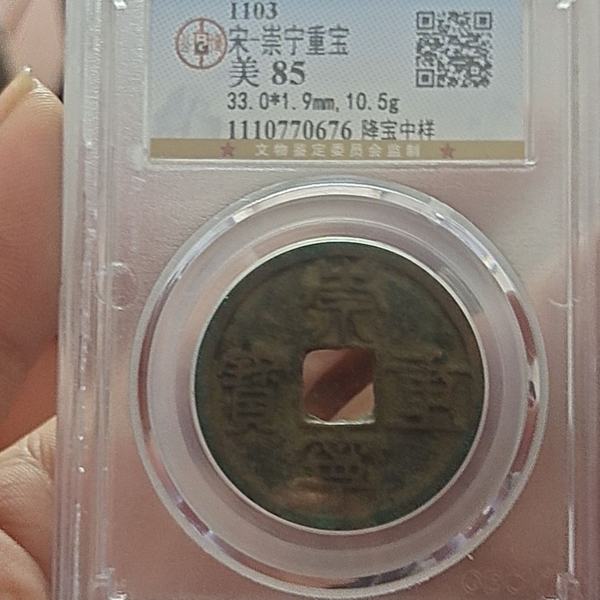 1103
宋-崇宁重宝
美 85
33.0*1.9mm,10.5g
1110770676 降宝中样
★ 文物鉴定委员会监制 ★
崇
寳 重
寧